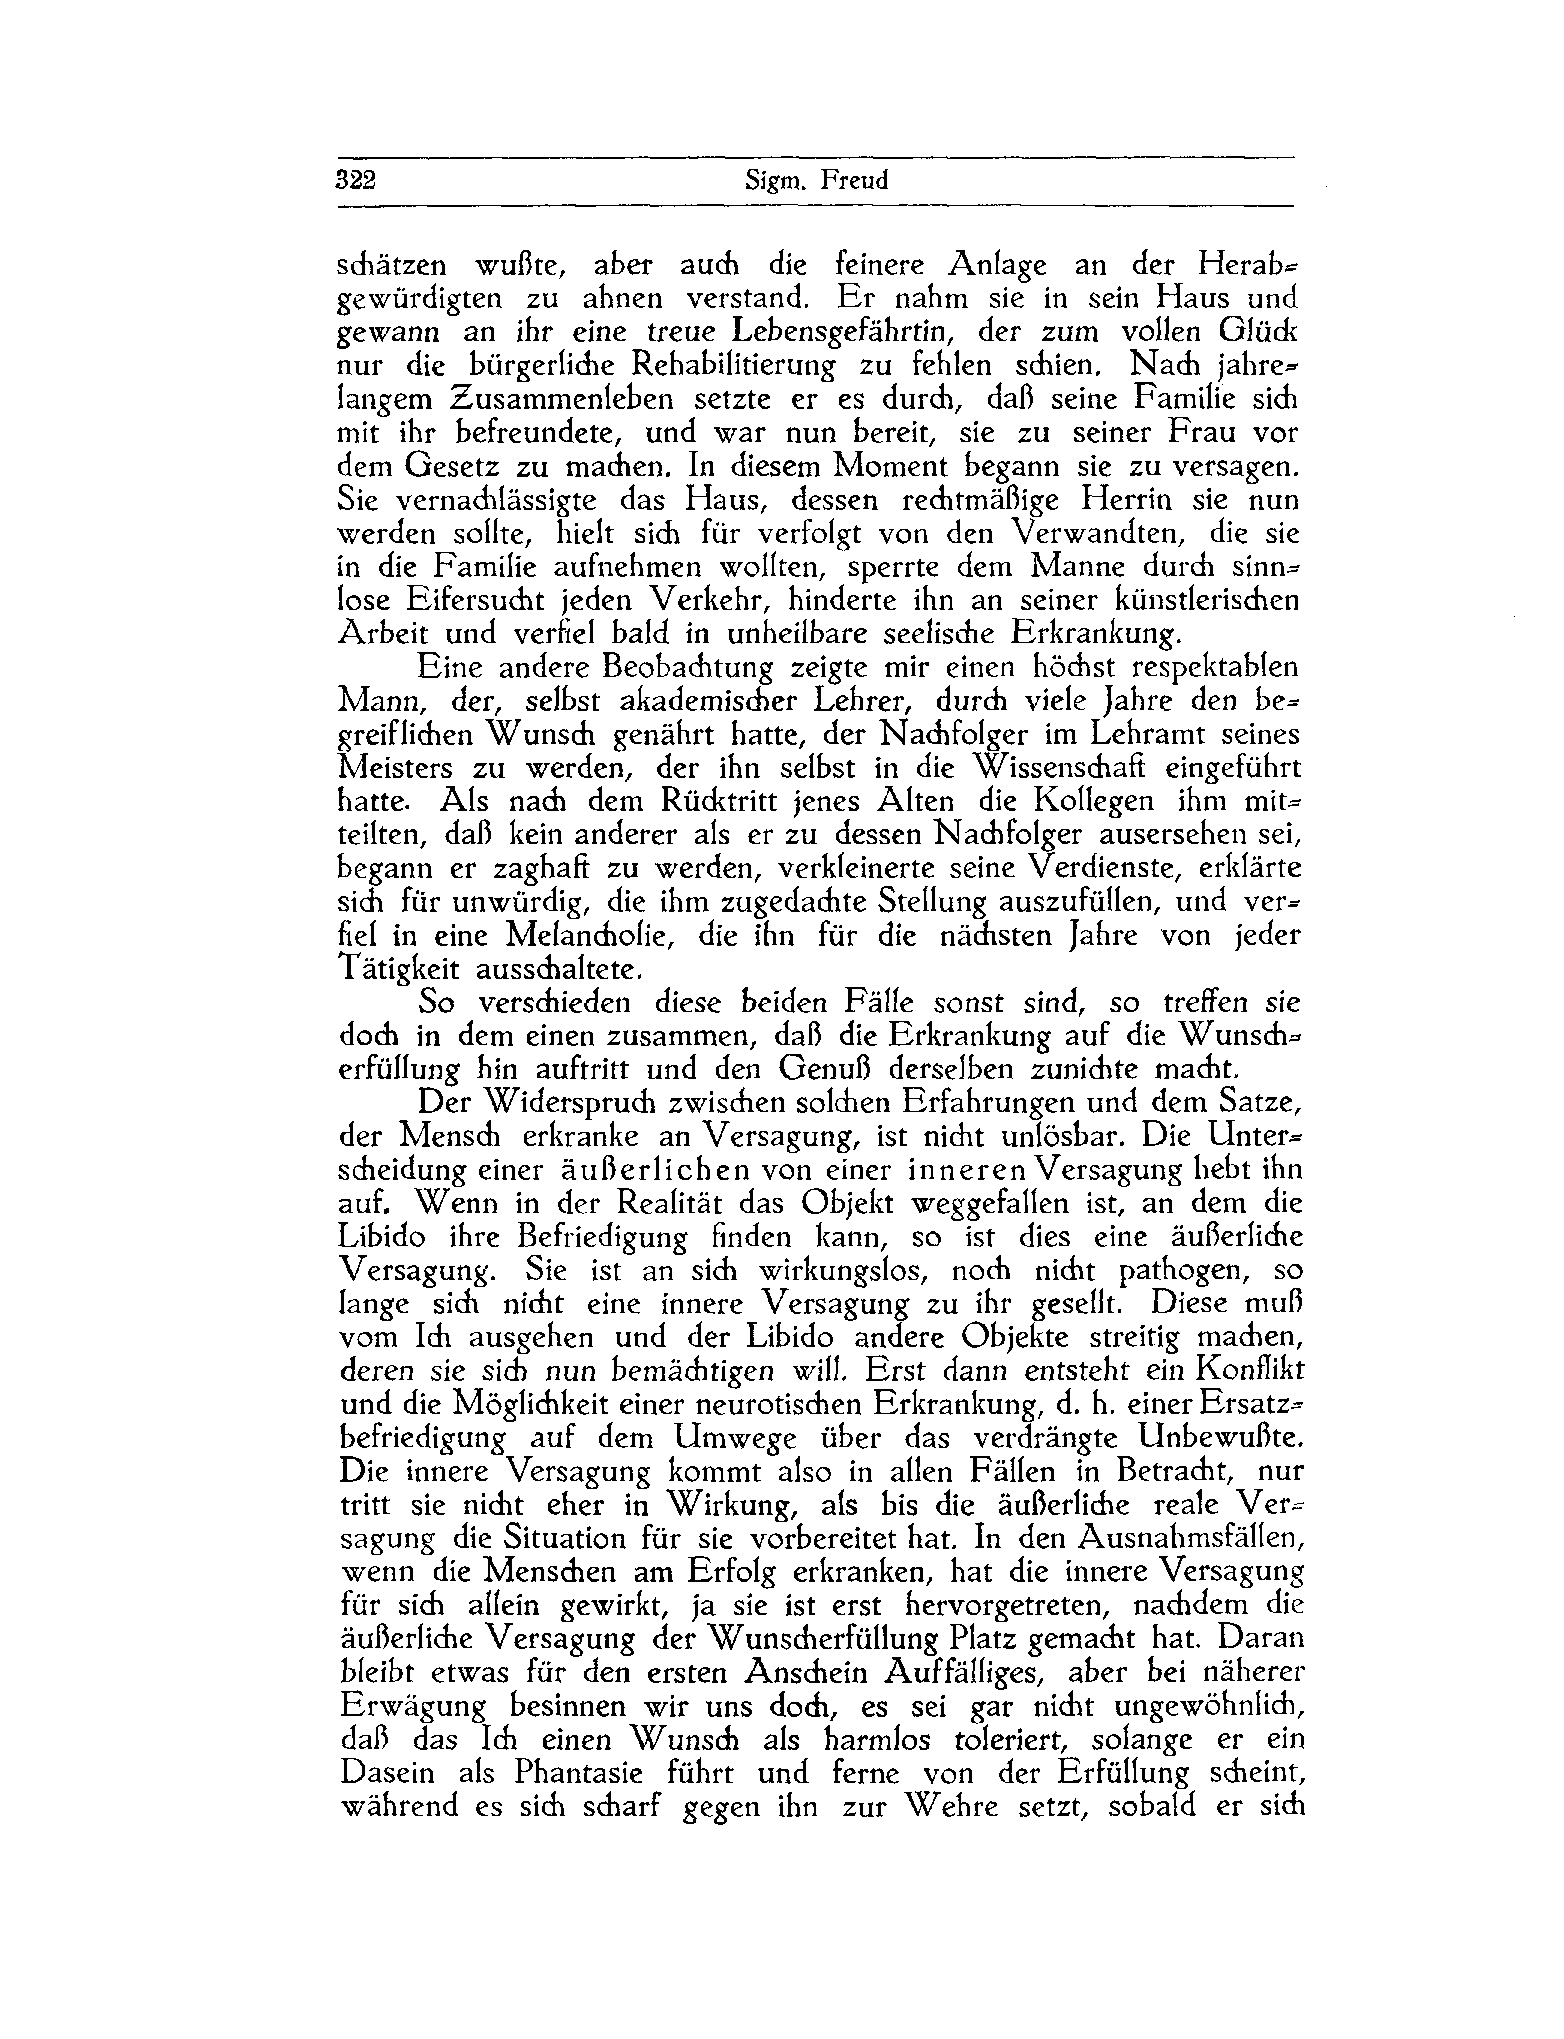 322 Sigm. Freud
schätzen wußte, aber auch die feinere Anlage an der Herab-
gewürdigten zu ahnen verstand. Er nahm sie in sein Haus und
gewann an ihr eine treue Lebensgefährtin, der zum vollen Glück
nur die bürgerliche Rehabilitierung zu fehlen schien. Nach jahre-
langem Zusammenleben setzte er es durch, daß seine Familie sich
mit ihr befreundete, und war nun bereit, sie zu seiner Frau vor
dem Gesetz zu machen. In diesem Moment begann sie zu versagen.
Sie vernachlässigte das Haus, dessen rechtmäßige Herrin sie nun
werden sollte, hielt sich für verfolgt von den Verwandten, die sie
in die Familie aufnehmen wollten, sperrte dem Manne durch sinn-
lose Eifersucht jeden Verkehr, hinderte ihn an seiner künstlerischen
Arbeit und verfiel bald in unheilbare seelische Erkrankung.
Eine andere Beobachtung zeigte mir einen höchst respektablen
Mann, der, selbst akademischer Lehrer, durch viele Jahre den be-
greiflichen Wunsch genährt hatte, der Nachfolger im Lehramt seines
Meisters zu werden, der ihn selbst in die Wissenschaft eingeführt
hatte. Als nach dem Rücktritt jenes Alten die Kollegen ihm mit-
teilten, daß kein anderer als er zu dessen Nachfolger ausersehen sei,
begann er zaghaft zu werden, verkleinerte seine Verdienste, erklärte
sich für unwürdig, die ihm zugedachte Stellung auszufüllen, und ver-
fiel in eine Melancholie, die ihn für die nächsten Jahre von jeder
Tätigkeit ausschaltete.
So verschieden diese beiden Fälle sonst sind, so treffen sie
doch in dem einen zusammen, daß die Erkrankung auf die Wunsch-
erfüllung hin auftritt und den Genuß derselben zunichte macht.
Der Widerspruch zwischen solchen Erfahrungen und dem Satze,
der Mensch erkranke an Versagung, ist nicht unlösbar. Die Unter-
scheidung einer äußerlichen von einer inneren Versagung hebt ihn
auf. Wenn in der Realität das Objekt weggefallen ist, an dem die
Libido ihre Befriedigung finden kann, so ist dies eine äußerliche
Versagung. Sie ist an sich wirkungslos, noch nicht pathogen, so
lange sich nicht eine innere Versagung zu ihr gesellt. Diese muß
vom Ich ausgehen und der Libido andere Objekte streitig machen,
deren sie sich nun bemächtigen will. Erst dann entsteht ein Konflikt
und die Möglichkeit einer neurotischen Erkrankung, d. h. einer Ersatz-
befriedigung auf dem Umwege über das verdrängte Unbewußte.
Die innere Versagung kommt also in allen Fällen in Betracht, nur
tritt sie nicht eher in Wirkung, als bis die äußerliche reale Ver-
sagung die Situation für sie vorbereitet hat. In den Ausnahmsfällen,
wenn die Menschen am Erfolg erkranken, hat die innere Versagung
für sich allein gewirkt, ja sie ist erst hervorgetreten, nachdem die
äußerliche Versagung der Wunscherfüllung Platz gemacht hat. Daran
bleibt etwas für den ersten Anschein Auffälliges, aber bei näherer
Erwägung besinnen wir uns doch, es sei gar nicht ungewöhnlich,
daß das Ich einen Wunsch als harmlos toleriert, solange er ein
Dasein als Phantasie führt und ferne von der Erfüllung scheint,
während es sich scharf gegen ihn zur Wehre setzt, sobald er sich